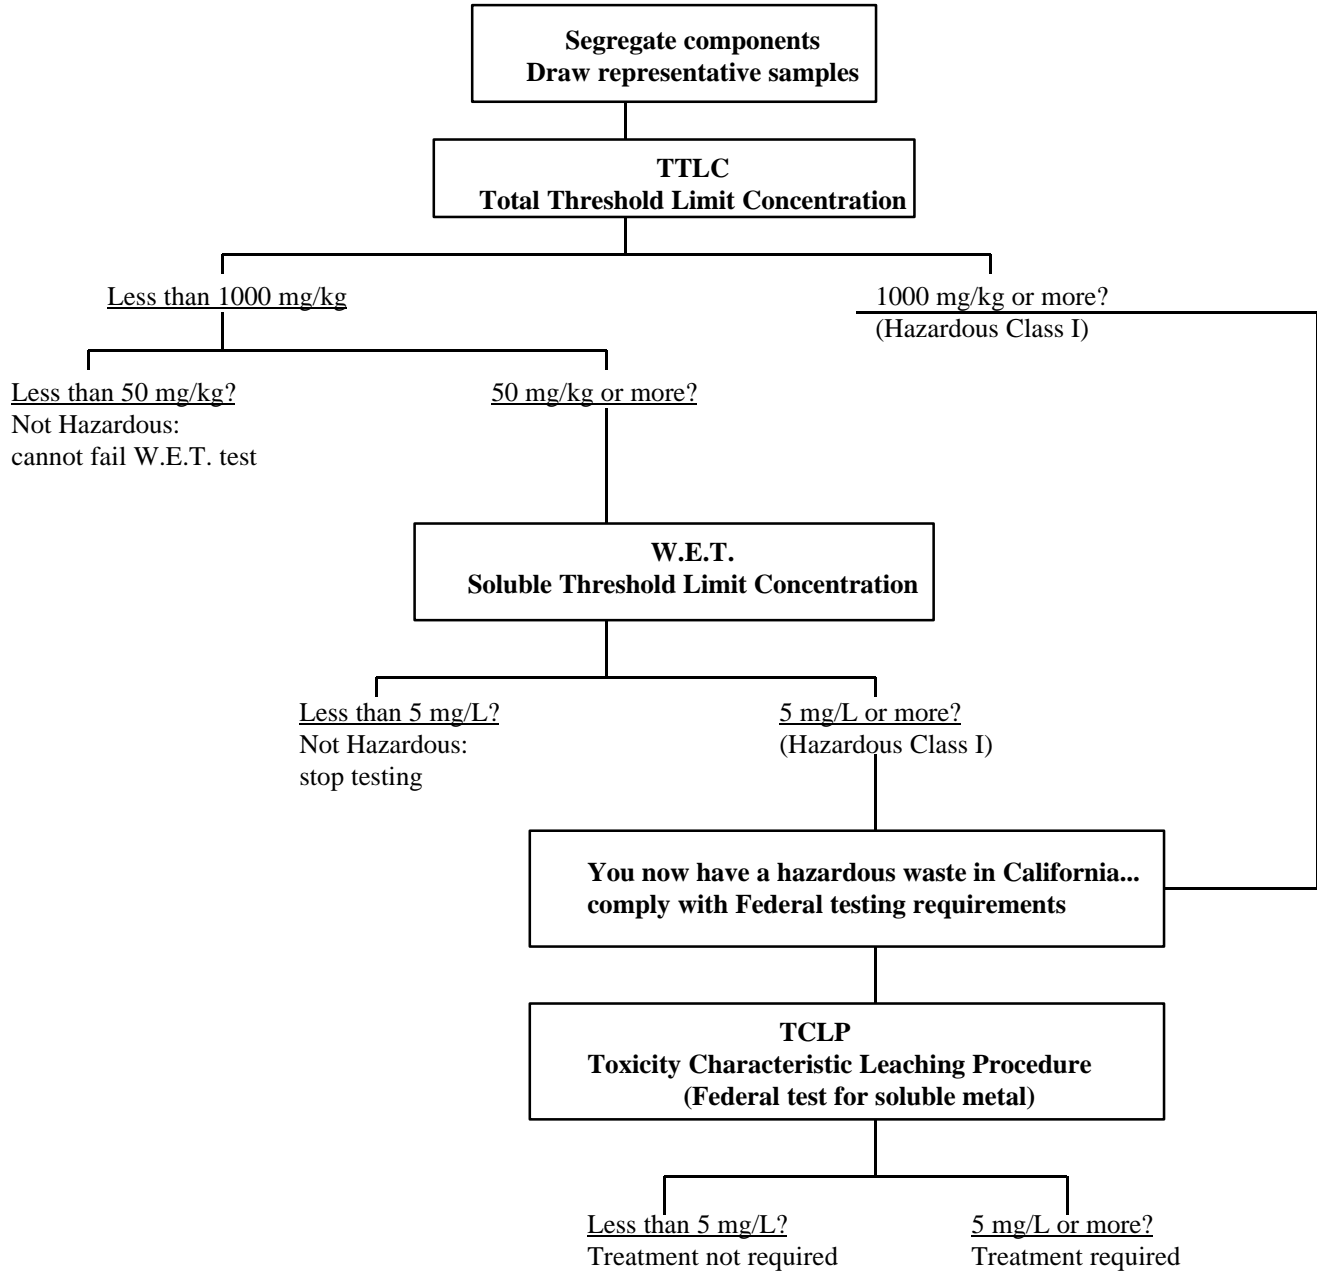 Segregate components
Draw representative samples
TTLC
Total Threshold Limit Concentration
Less than 1000 mg/kg
1000 mg/kg or more?
(Hazardous Class I)
Less than 50 mg/kg?
Not Hazardous:
cannot fail W.E.T. test
50 mg/kg or more?
W.E.T.
Soluble Threshold Limit Concentration
Less than 5 mg/L?
Not Hazardous:
stop testing
5 mg/L or more?
(Hazardous Class I)
You now have a hazardous waste in California...
comply with Federal testing requirements
TCLP
Toxicity Characteristic Leaching Procedure
(Federal test for soluble metal)
Less than 5 mg/L?
Treatment not required
5 mg/L or more?
Treatment required